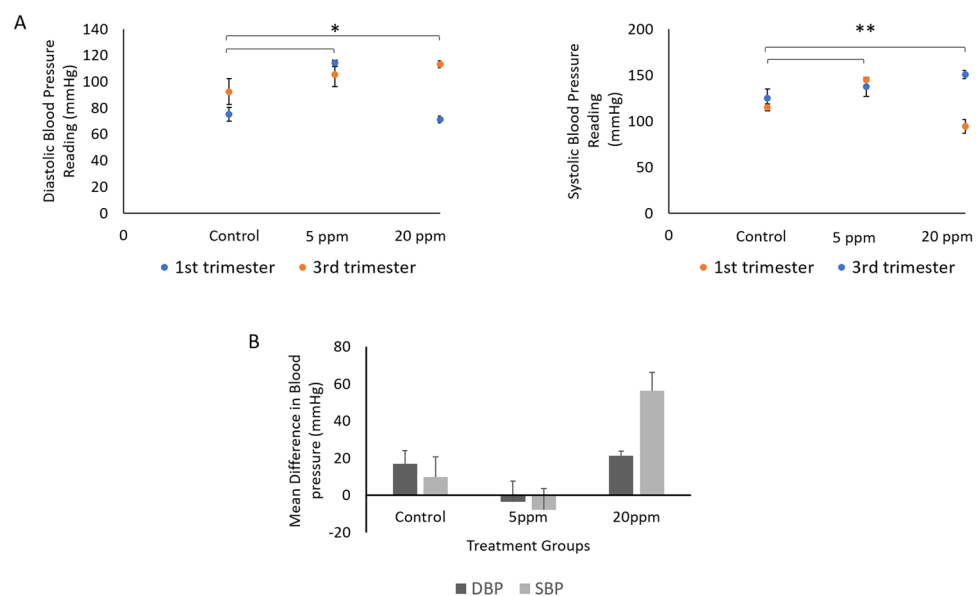 A
Diastolic Blood Pressure
Reading (mmHg)
140
120
100
80
60
40
20
0
*
0 Control 5 ppm 20 ppm
1st trimester 3rd trimester
Systolic Blood Pressure
Reading
(mmHg)
200
150
100
50
0
**
0 Control 5 ppm 20 ppm
1st trimester 3rd trimester
B
Mean Difference in Blood
pressure (mmHg)
80
60
40
20
0
-20
Control 5ppm 20ppm
Treatment Groups
DBP SBP